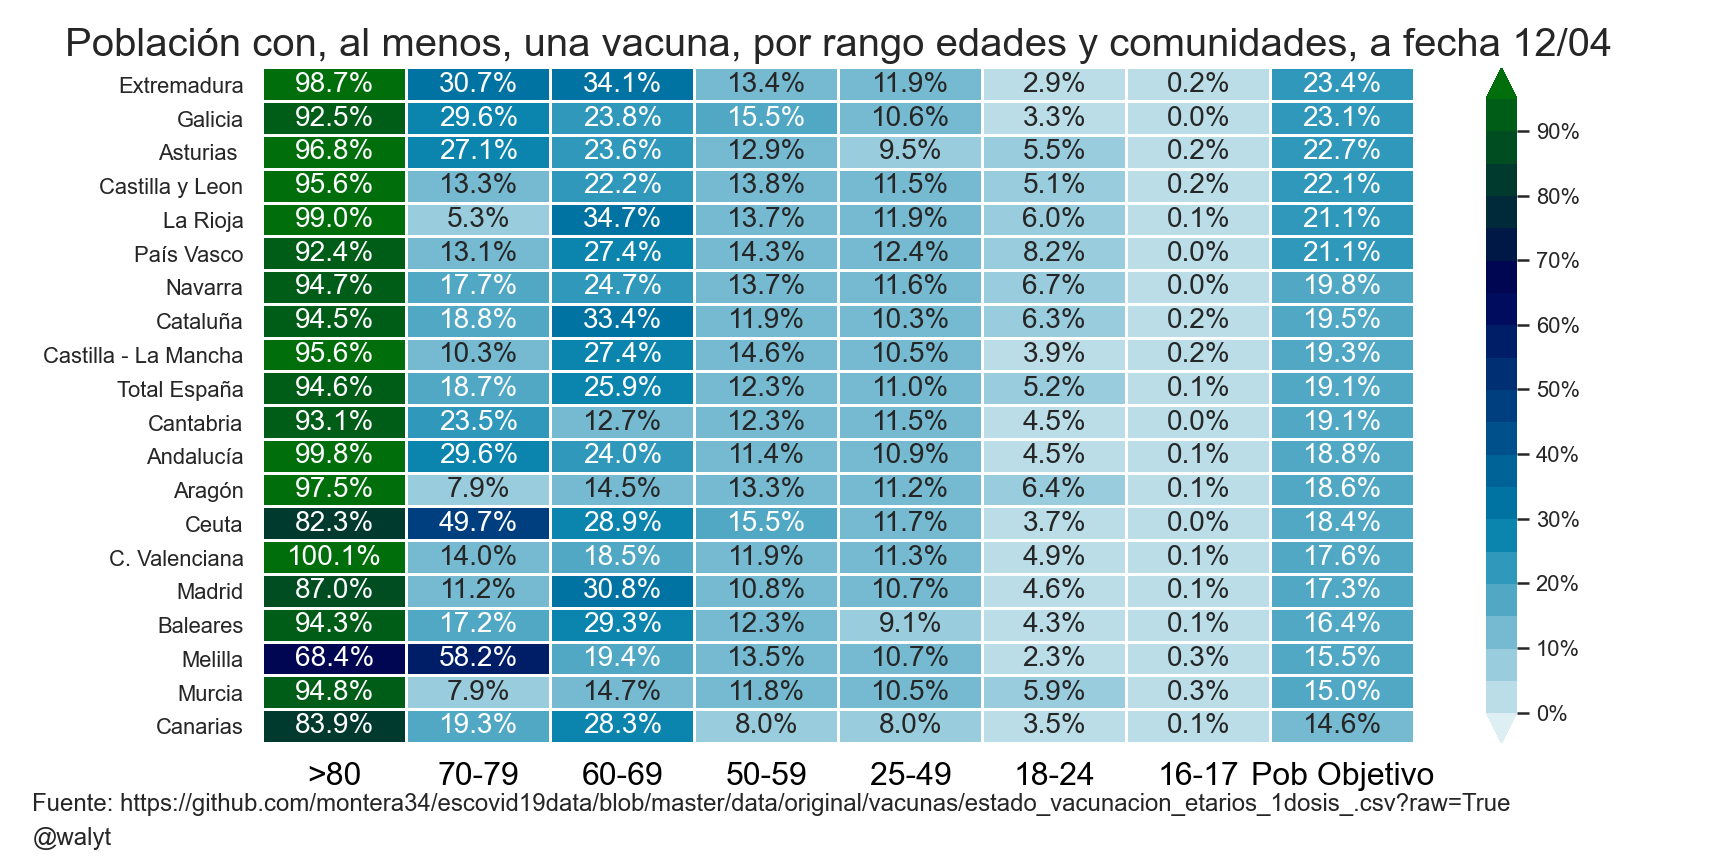 Población con, al menos, una vacuna, por rango edades y comunidades, a fecha 12/04
Extremadura 98.7% 30.7% 34.1% 13.4% 11.9% 2.9% 0.2% 23.4%
Galicia 92.5% 29.6% 23.8% 15.5% 10.6% 3.3% 0.0% 23.1%
Asturias 96.8% 27.1% 23.6% 12.9% 9.5% 5.5% 0.2% 22.7%
Castilla y Leon 95.6% 13.3% 22.2% 13.8% 11.5% 5.1% 0.2% 22.1%
La Rioja 99.0% 5.3% 34.7% 13.7% 11.9% 6.0% 0.1% 21.1%
País Vasco 92.4% 13.1% 27.4% 14.3% 12.4% 8.2% 0.0% 21.1%
Navarra 94.7% 17.7% 24.7% 13.7% 11.6% 6.7% 0.0% 19.8%
Cataluña 94.5% 18.8% 33.4% 11.9% 10.3% 6.3% 0.2% 19.5%
Castilla - La Mancha 95.6% 10.3% 27.4% 14.6% 10.5% 3.9% 0.2% 19.3%
Total España 94.6% 18.7% 25.9% 12.3% 11.0% 5.2% 0.1% 19.1%
Cantabria 93.1% 23.5% 12.7% 12.3% 11.5% 4.5% 0.0% 19.1%
Andalucía 99.8% 29.6% 24.0% 11.4% 10.9% 4.5% 0.1% 18.8%
Aragón 97.5% 7.9% 14.5% 13.3% 11.2% 6.4% 0.1% 18.6%
Ceuta 82.3% 49.7% 28.9% 15.5% 11.7% 3.7% 0.0% 18.4%
C. Valenciana 100.1% 14.0% 18.5% 11.9% 11.3% 4.9% 0.1% 17.6%
Madrid 87.0% 11.2% 30.8% 10.8% 10.7% 4.6% 0.1% 17.3%
Baleares 94.3% 17.2% 29.3% 12.3% 9.1% 4.3% 0.1% 16.4%
Melilla 68.4% 58.2% 19.4% 13.5% 10.7% 2.3% 0.3% 15.5%
Murcia 94.8% 7.9% 14.7% 11.8% 10.5% 5.9% 0.3% 15.0%
Canarias 83.9% 19.3% 28.3% 8.0% 8.0% 3.5% 0.1% 14.6%
>80 70-79 60-69 50-59 25-49 18-24 16-17 Pob Objetivo
90%
80%
70%
60%
50%
40%
30%
20%
10%
0%
Fuente: https://github.com/montera34/escovid19data/blob/master/data/original/vacunas/estado_vacunacion_etarios_1dosis_.csv?raw=True
@walyt